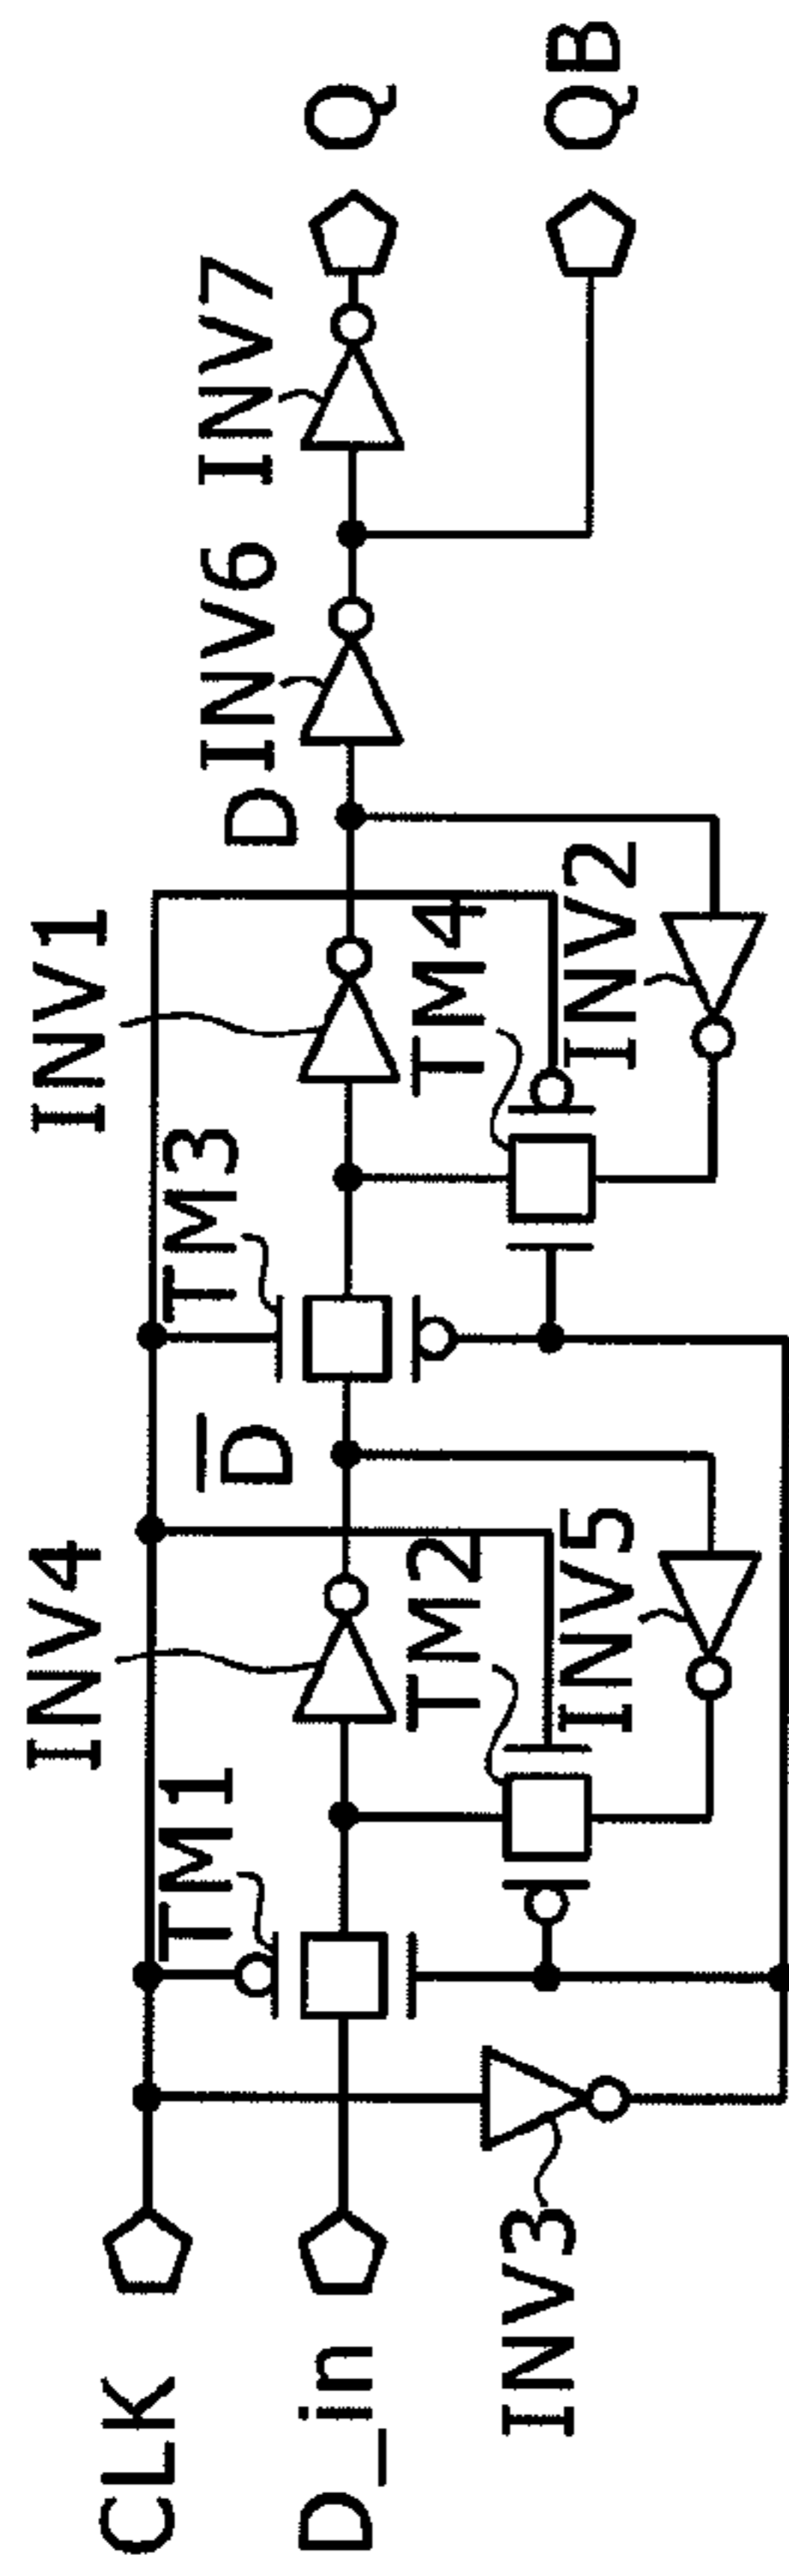 CLK
D_in
INV3
TM1
INV4
TM2
INV5
D̅
TM3
INV1
TM4
INV2
D
INV6
INV7
Q
QB